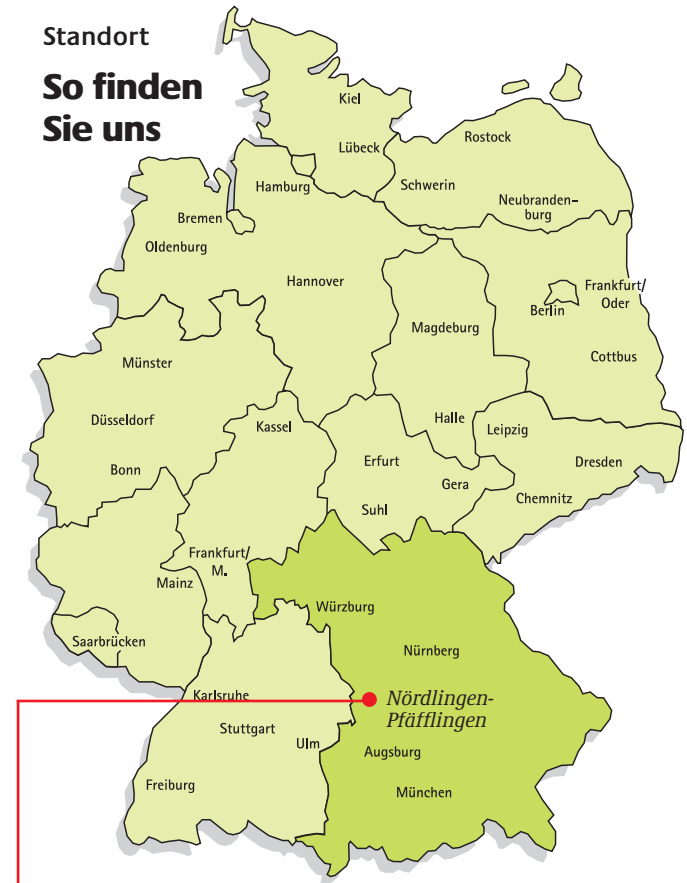 Standort
So finden
Sie uns
Kiel
Lübeck
Rostock
Hamburg
Schwerin
Neubranden-
burg
Bremen
Oldenburg
Hannover
Magdeburg
Berlin
Frankfurt/
Oder
Cottbus
Münster
Düsseldorf
Bonn
Kassel
Halle
Leipzig
Erfurt
Gera
Suhl
Dresden
Chemnitz
Frankfurt/
M.
Mainz
Saarbrücken
Würzburg
Nürnberg
Karlsruhe
Stuttgart
Ulm
Freiburg
Nördlingen-
Pfäfflingen
Augsburg
München